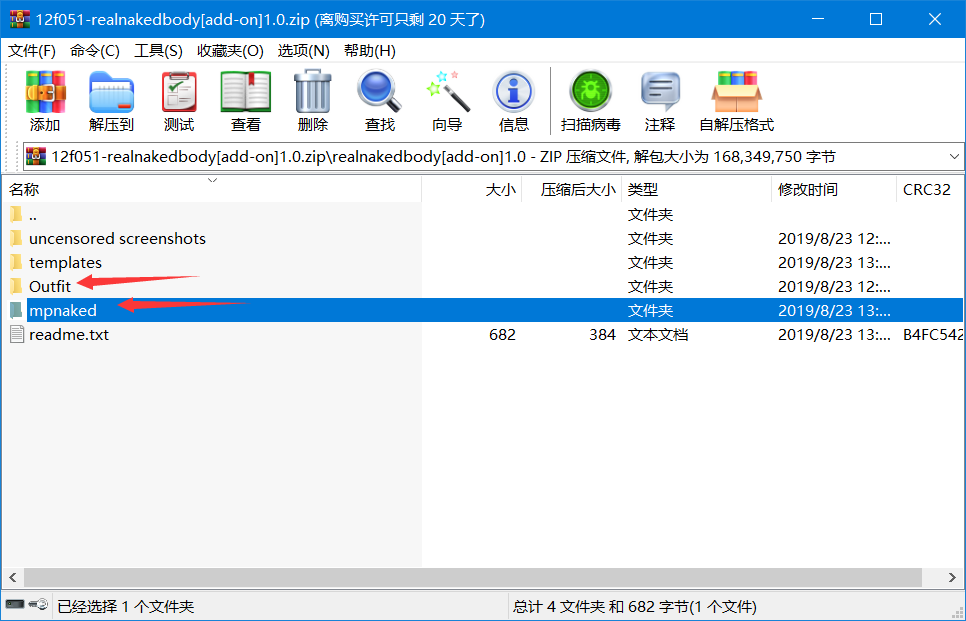 12f051-realnakedbody[add-on]1.0.zip (离购买许可只剩 20 天了)
文件(F) 命令(C) 工具(S) 收藏夹(O) 选项(N) 帮助(H)
添加 解压到 测试 查看 删除 查找 向导 信息 扫描病毒 注释 自解压格式
12f051-realnakedbody[add-on]1.0.zip\realnakedbody[add-on]1.0 - ZIP 压缩文件, 解包大小为 168,349,750 字节
名称 大小 压缩后大小 类型 修改时间 CRC32
.. 文件夹
uncensored screenshots 文件夹 2019/8/23 12:...
templates 文件夹 2019/8/23 13:...
Outfit 文件夹 2019/8/23 12:...
mpnaked 文件夹 2019/8/23 13:...
readme.txt 682 384 文本文档 2019/8/23 13:... B4FC542
已经选择 1 个文件夹 总计 4 文件夹 和 682 字节(1 个文件)